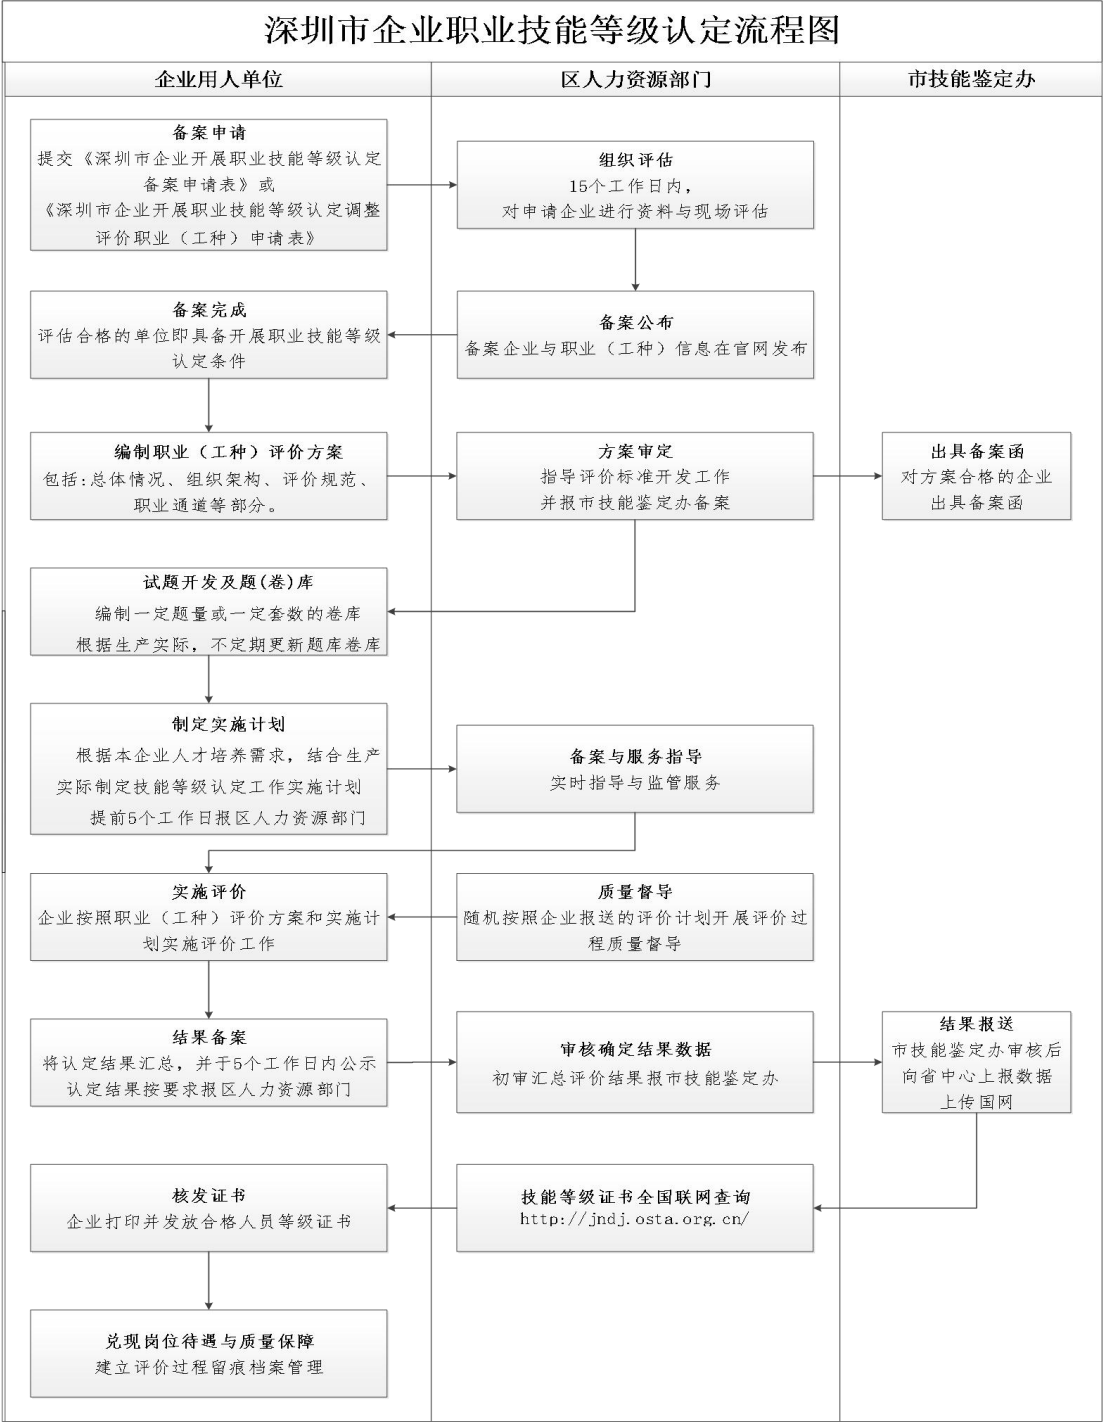 深圳市企业职业技能等级认定流程图
企业用人单位
区人力资源部门
市技能鉴定办
备案申请
提交《深圳市企业开展职业技能等级认定
备案申请表》或
《深圳市企业开展职业技能等级认定调整
评价职业（工种）申请表》
组织评估
15个工作日内，
对申请企业进行资料与现场评估
备案完成
评估合格的单位即具备开展职业技能等级
认定条件
备案公布
备案企业与职业（工种）信息在官网发布
编制职业（工种）评价方案
包括:总体情况、组织架构、评价规范、
职业通道等部分。
方案审定
指导评价标准开发工作
并报市技能鉴定办备案
出具备案函
对方案合格的企业
出具备案函
试题开发及题(卷)库
编制一定题量或一定套数的卷库
根据生产实际，不定期更新题库卷库
制定实施计划
根据本企业人才培养需求，结合生产
实际制定技能等级认定工作实施计划
提前5个工作日报区人力资源部门
备案与服务指导
实时指导与监管服务
实施评价
企业按照职业（工种）评价方案和实施计
划实施评价工作
质量督导
随机按照企业报送的评价计划开展评价过
程质量督导
结果备案
将认定结果汇总，并于5个工作日内公示
认定结果按要求报区人力资源部门
审核确定结果数据
初审汇总评价结果报市技能鉴定办
结果报送
市技能鉴定办审核后
向省中心上报数据
上传国网
核发证书
企业打印并发放合格人员等级证书
技能等级证书全国联网查询
http://jndj.osta.org.cn/
兑现岗位待遇与质量保障
建立评价过程留痕档案管理